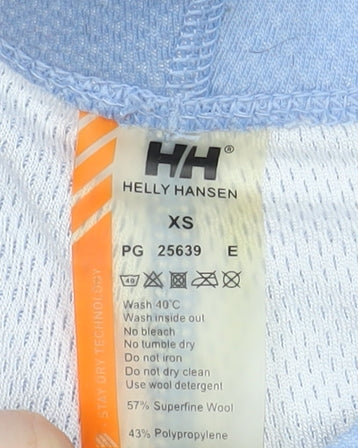 HH®
HELLY HANSEN
XS
PG 25639 E
40
Wash 40°C
Wash inside out
No bleach
No tumble dry
Do not iron
Do not dry clean
Use wool detergent
57% Superfine Wool
43% Polypropylene
STAY DRY TECHNOLOGY